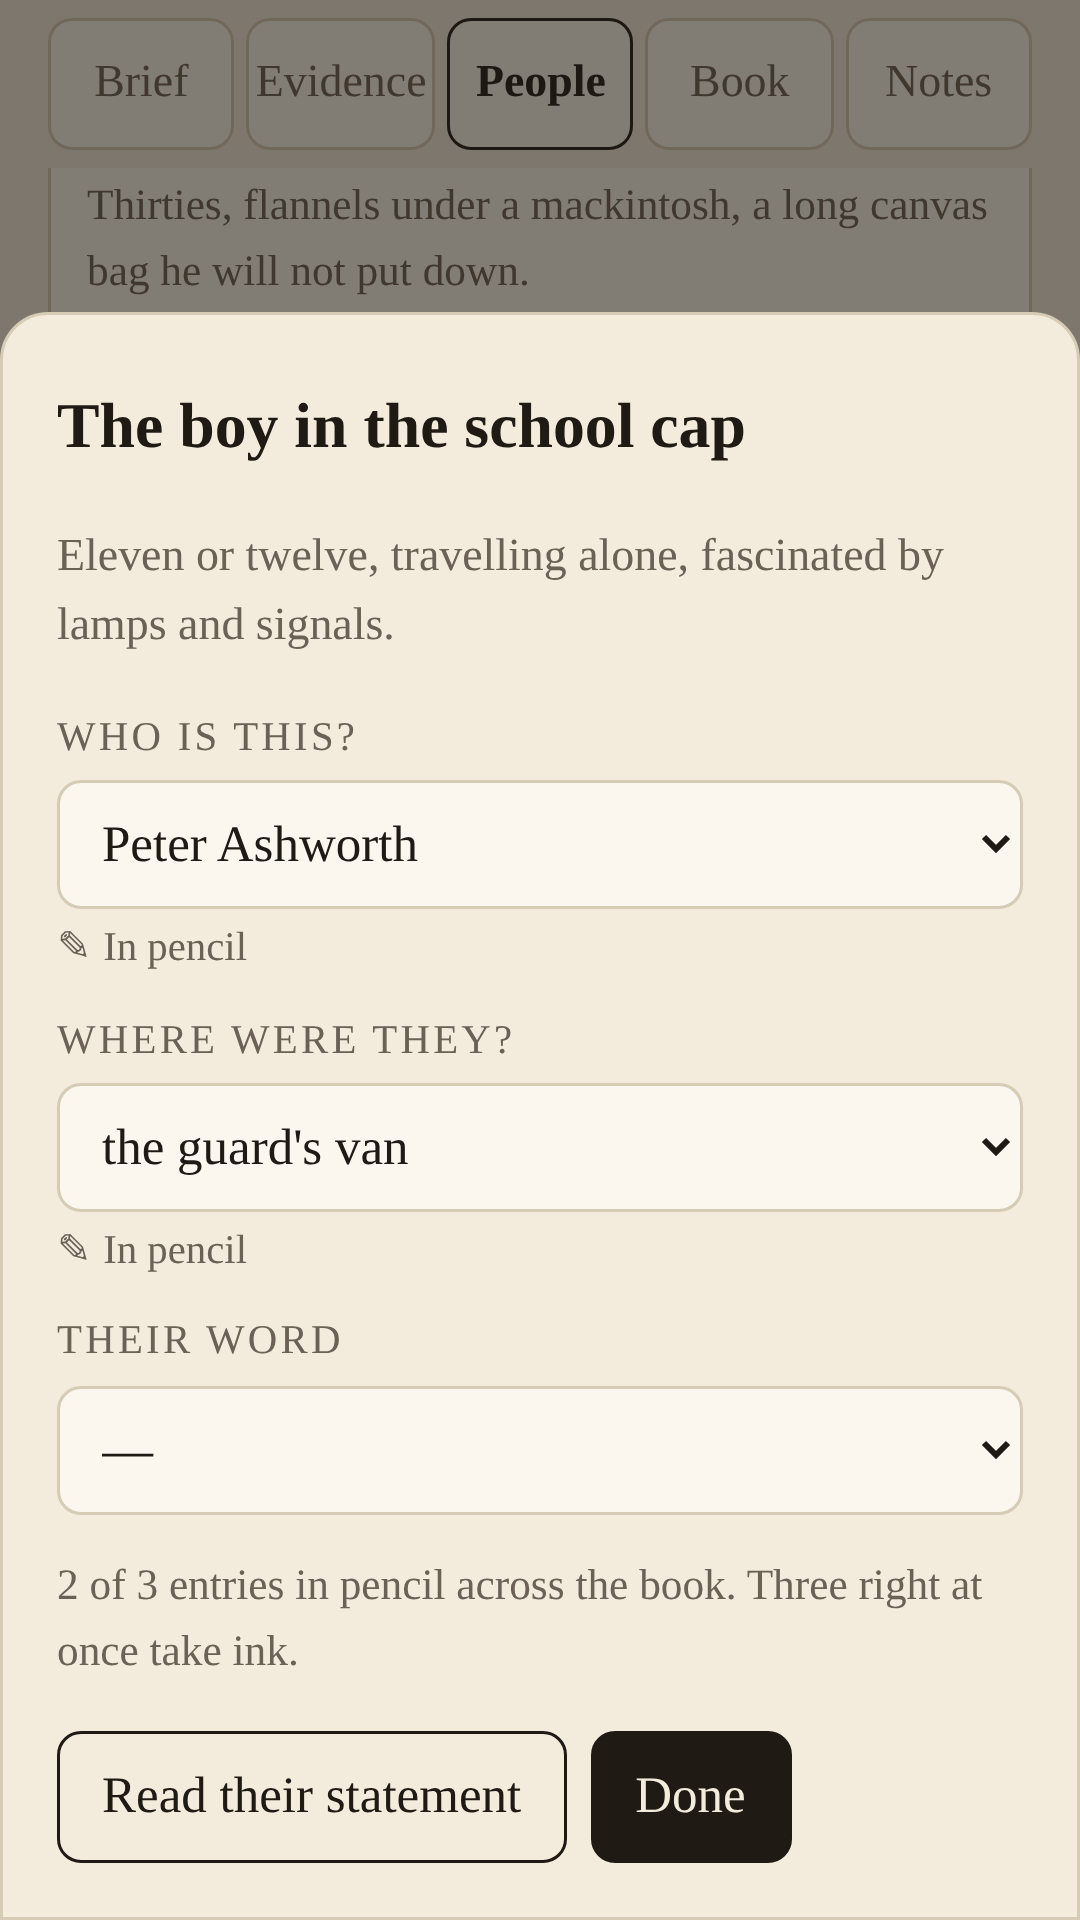 Brief Evidence People Book Notes
Thirties, flannels under a mackintosh, a long canvas
bag he will not put down.
The boy in the school cap
Eleven or twelve, travelling alone, fascinated by
lamps and signals.
WHO IS THIS?
Peter Ashworth
✎ In pencil
WHERE WERE THEY?
the guard's van
✎ In pencil
THEIR WORD
—
2 of 3 entries in pencil across the book. Three right at
once take ink.
Read their statement Done